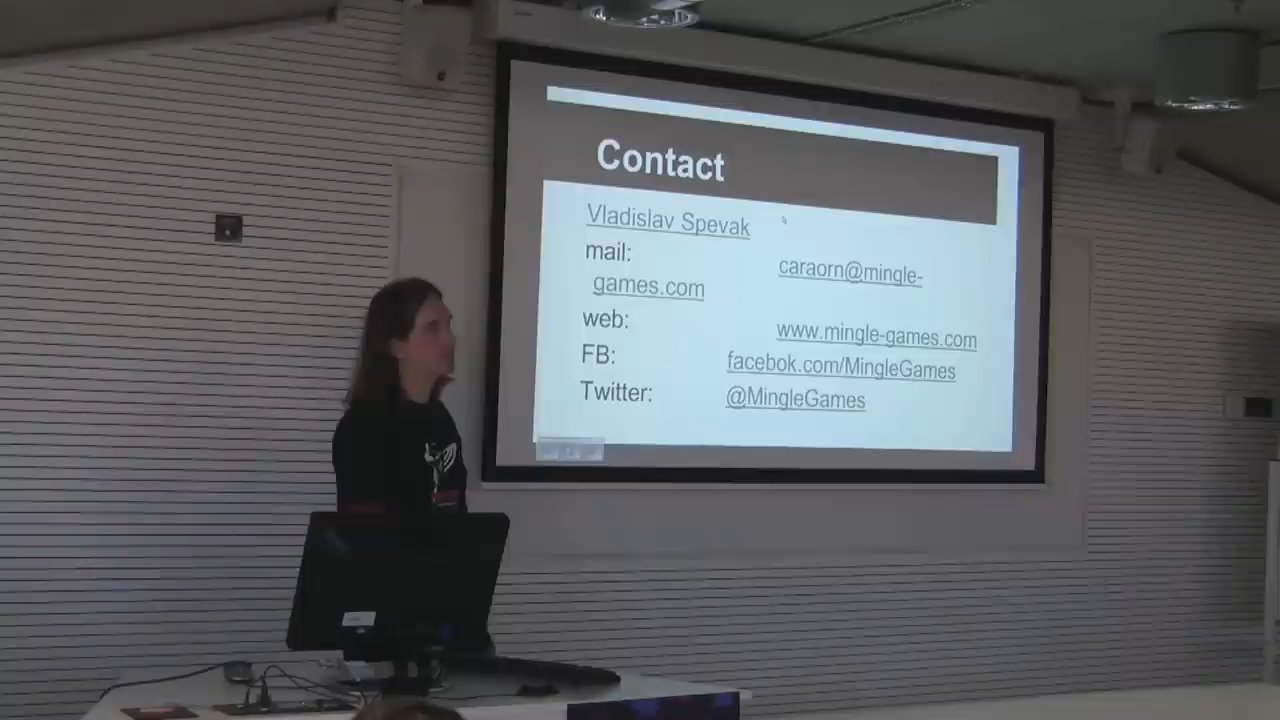 Contact
Vladislav Spevak
mail: caraorn@mingle-
games.com
web: www.mingle-games.com
FB: facebok.com/MingleGames
Twitter: @MingleGames